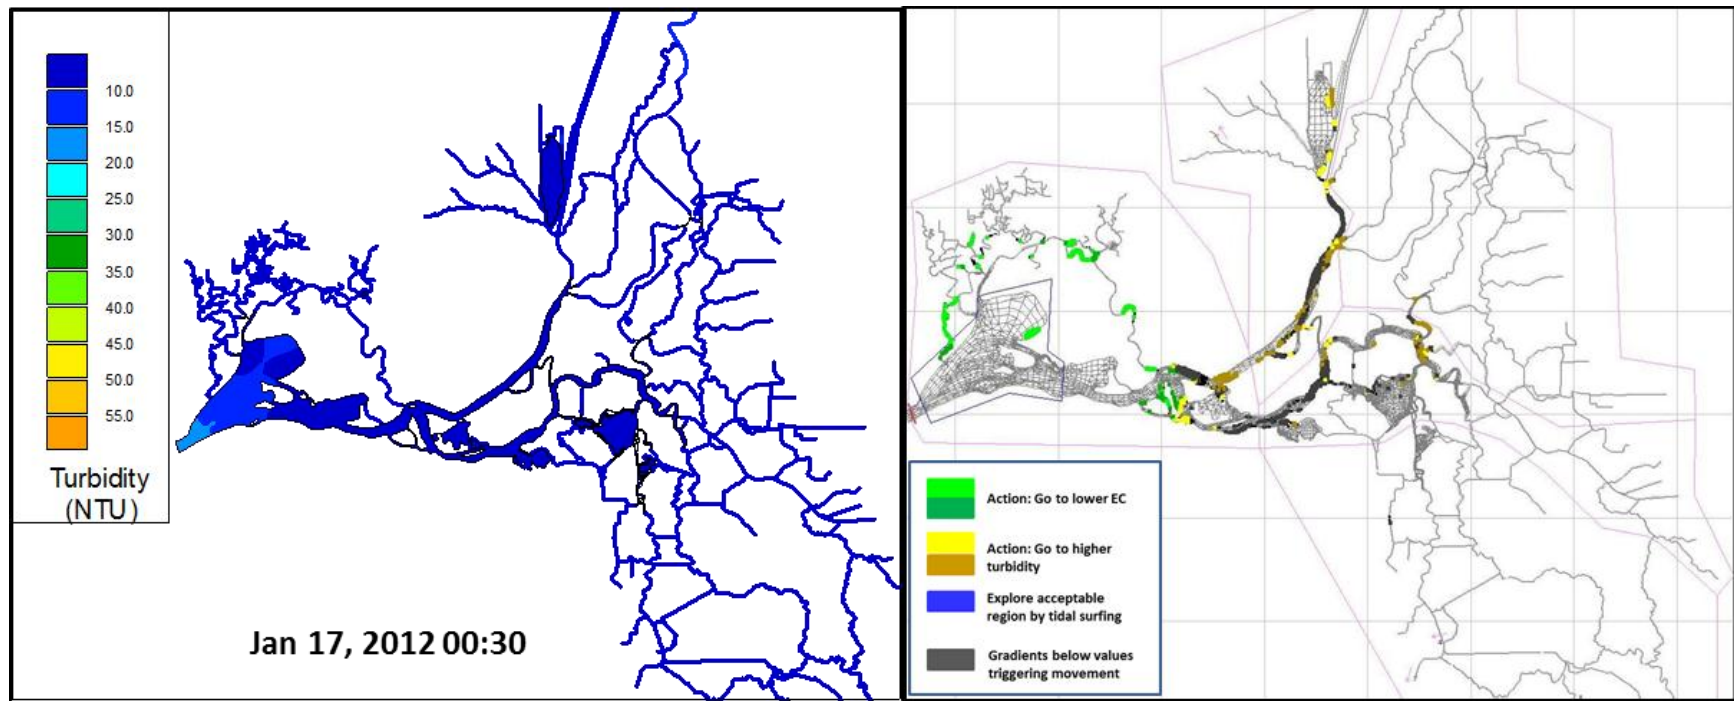 10.0
15.0
20.0
25.0
30.0
35.0
40.0
45.0
50.0
55.0
Turbidity
(NTU)
Jan 17, 2012 00:30
Action: Go to lower EC
Action: Go to higher
turbidity
Explore acceptable
region by tidal surfing
Gradients below values
triggering movement